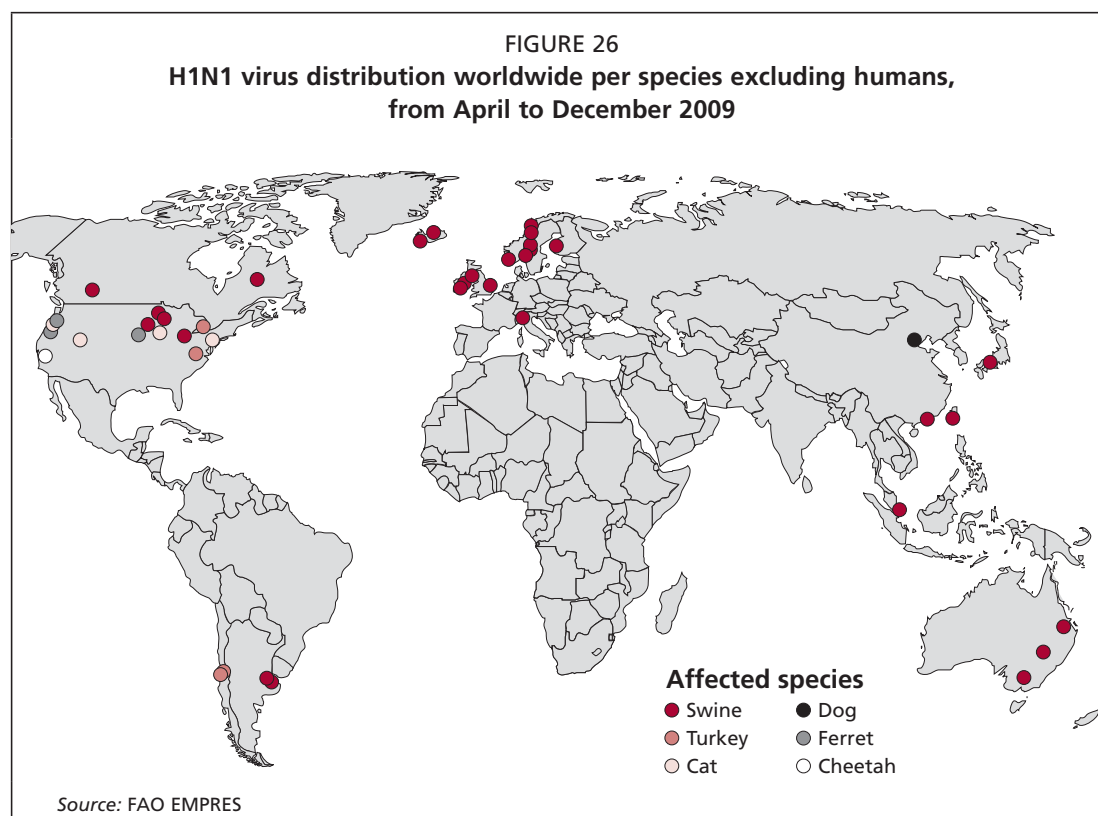 FIGURE 26
H1N1 virus distribution worldwide per species excluding humans,
from April to December 2009
Affected species
Swine
Turkey
Cat
Dog
Ferret
Cheetah
Source: FAO EMPRES